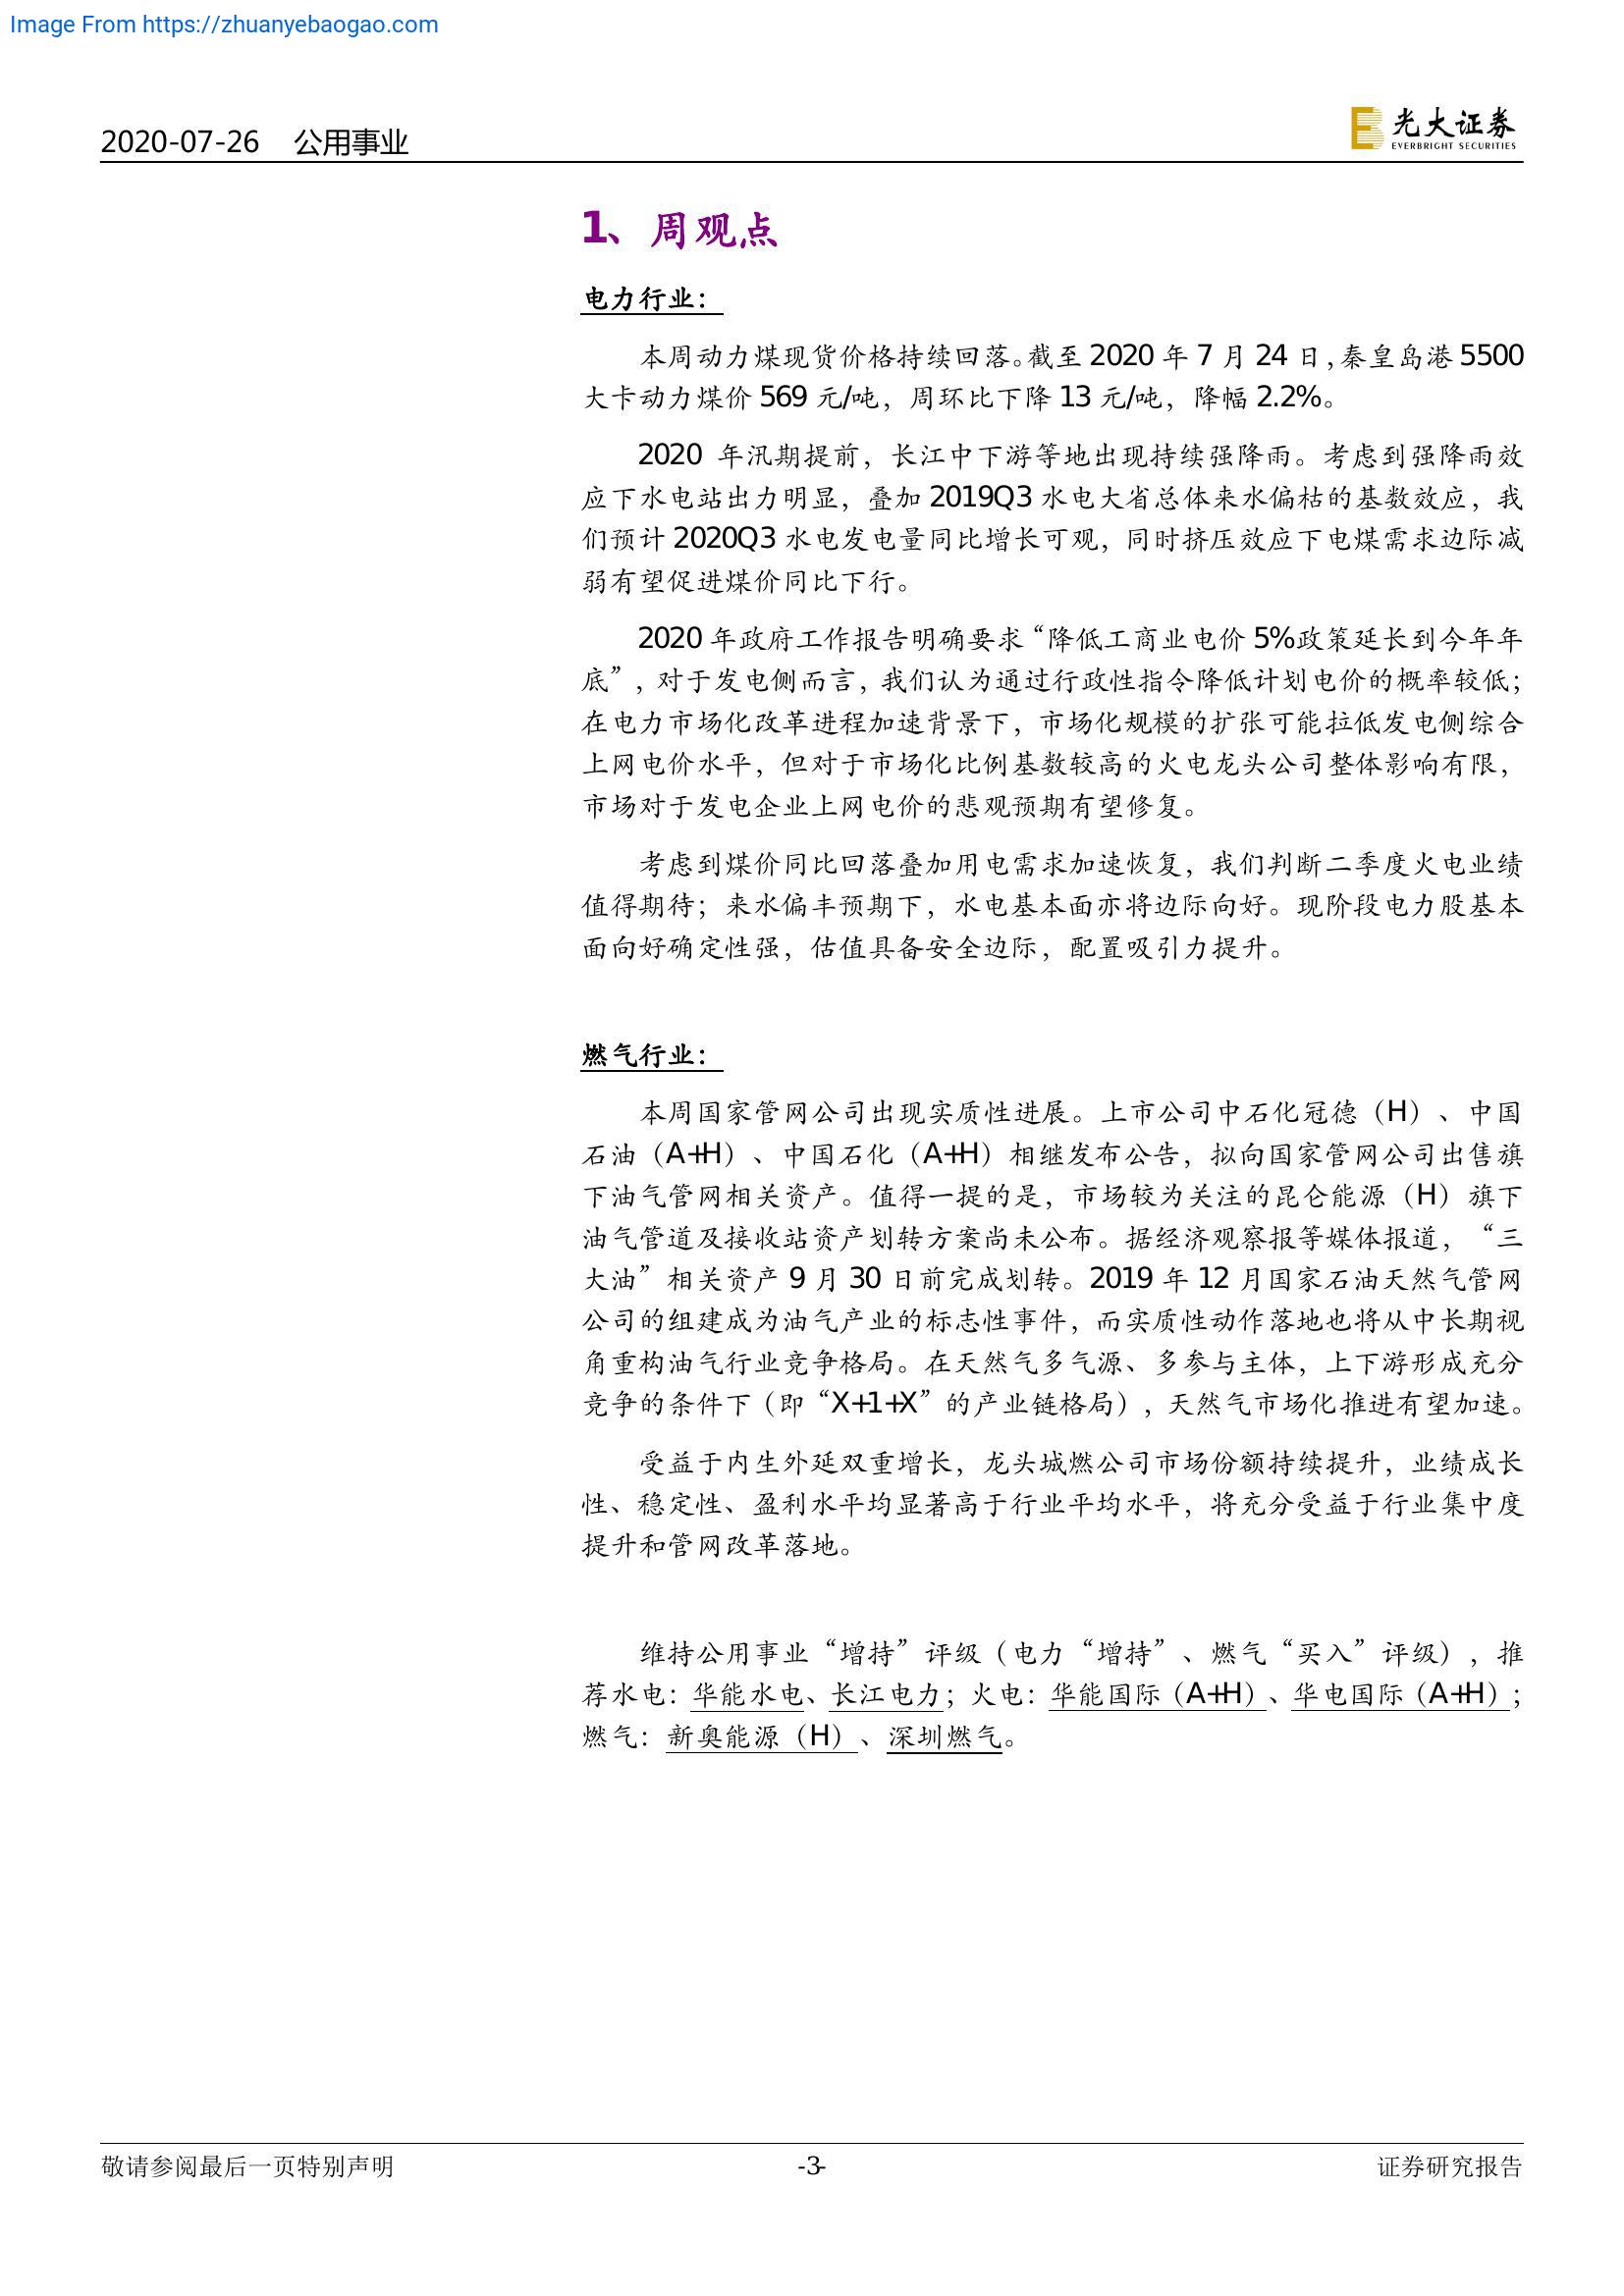 Image From https://zhuanyebaogao.com
2020-07-26 公用事业
光大证券
EVERBRIGHT SECURITIES
1、周观点
电力行业：
本周动力煤现货价格持续回落。截至 2020 年 7 月 24 日，秦皇岛港 5500
大卡动力煤价 569 元/吨，周环比下降 13 元/吨，降幅 2.2%。
2020 年汛期提前，长江中下游等地出现持续强降雨。考虑到强降雨效
应下水电站出力明显，叠加 2019Q3 水电大省总体来水偏枯的基数效应，我
们预计 2020Q3 水电发电量同比增长可观，同时挤压效应下电煤需求边际减
弱有望促进煤价同比下行。
2020 年政府工作报告明确要求“降低工商业电价 5%政策延长到今年年
底”，对于发电侧而言，我们认为通过行政性指令降低计划电价的概率较低；
在电力市场化改革进程加速背景下，市场化规模的扩张可能拉低发电侧综合
上网电价水平，但对于市场化比例基数较高的火电龙头公司整体影响有限，
市场对于发电企业上网电价的悲观预期有望修复。
考虑到煤价同比回落叠加用电需求加速恢复，我们判断二季度火电业绩
值得期待；来水偏丰预期下，水电基本面亦将边际向好。现阶段电力股基本
面向好确定性强，估值具备安全边际，配置吸引力提升。
燃气行业：
本周国家管网公司出现实质性进展。上市公司中石化冠德（H）、中国
石油（A+H）、中国石化（A+H）相继发布公告，拟向国家管网公司出售旗
下油气管网相关资产。值得一提的是，市场较为关注的昆仑能源（H）旗下
油气管道及接收站资产划转方案尚未公布。据经济观察报等媒体报道，“三
大油”相关资产 9 月 30 日前完成划转。2019 年 12 月国家石油天然气管网
公司的组建成为油气产业的标志性事件，而实质性动作落地也将从中长期视
角重构油气行业竞争格局。在天然气多气源、多参与主体，上下游形成充分
竞争的条件下（即“X+1+X”的产业链格局），天然气市场化推进有望加速。
受益于内生外延双重增长，龙头城燃公司市场份额持续提升，业绩成长
性、稳定性、盈利水平均显著高于行业平均水平，将充分受益于行业集中度
提升和管网改革落地。
维持公用事业“增持”评级（电力“增持”、燃气“买入”评级），推
荐水电：华能水电、长江电力；火电：华能国际（A+H）、华电国际（A+H）；
燃气：新奥能源（H）、深圳燃气。
敬请参阅最后一页特别声明 -3- 证券研究报告